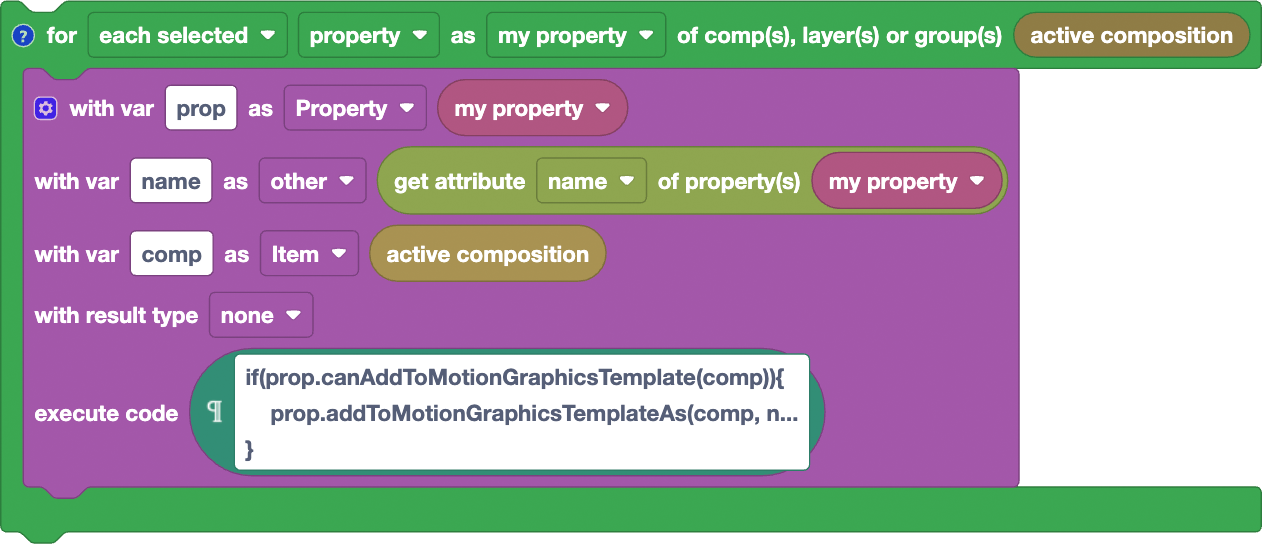 ? for each selected property as my property of comp(s), layer(s) or group(s) active composition
with var prop as Property my property
with var name as other get attribute name of property(s) my property
with var comp as Item active composition
with result type none
execute code ¶ if(prop.canAddToMotionGraphicsTemplate(comp)){
prop.addToMotionGraphicsTemplateAs(comp, n...
}